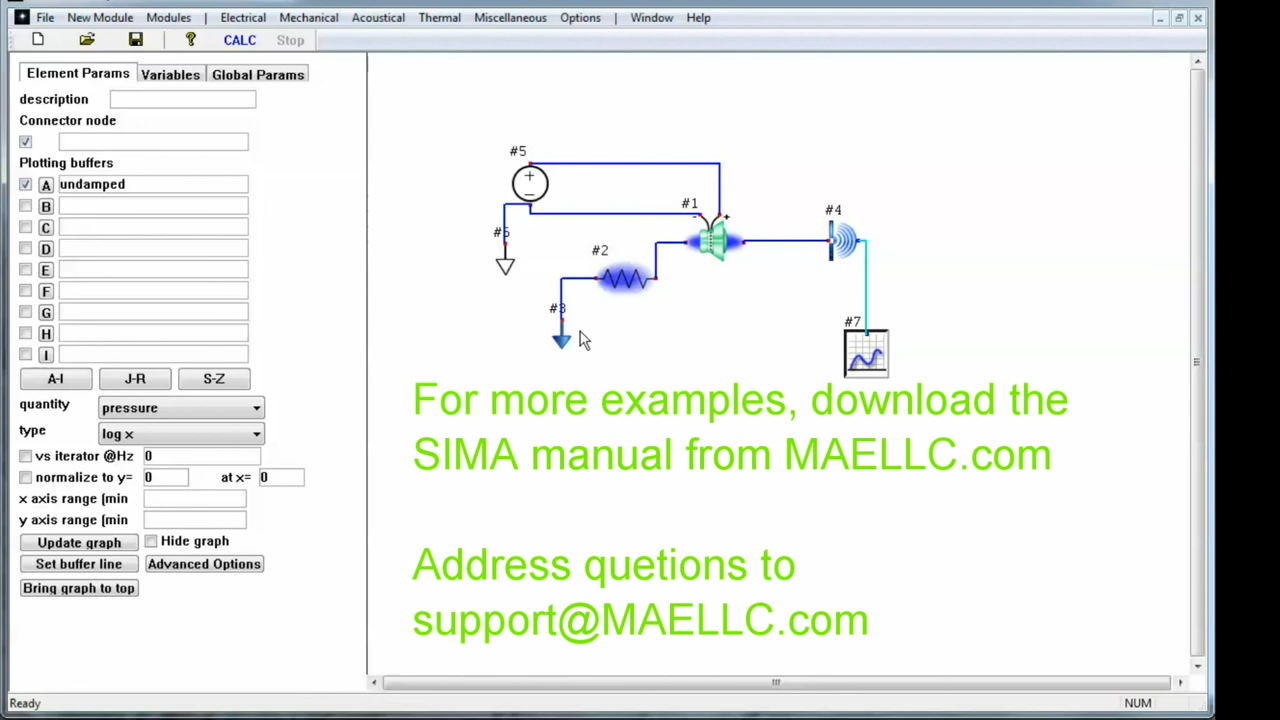 File New Module Modules Electrical Mechanical Acoustical Thermal Miscellaneous Options Window Help
? CALC Stop
Element Params Variables Global Params
description
Connector node
Plotting buffers
A undamped
B
C
D
E
F
G
H
I
A-I J-R S-Z
quantity pressure
type log x
vs iterator @Hz 0
normalize to y= 0 at x= 0
x axis range (min
y axis range (min
Update graph Hide graph
Set buffer line Advanced Options
Bring graph to top
#5
#1
- +
#4
#6
#2
#3
#7
For more examples, download the
SIMA manual from MAELLC.com
Address quetions to
support@MAELLC.com
Ready NUM